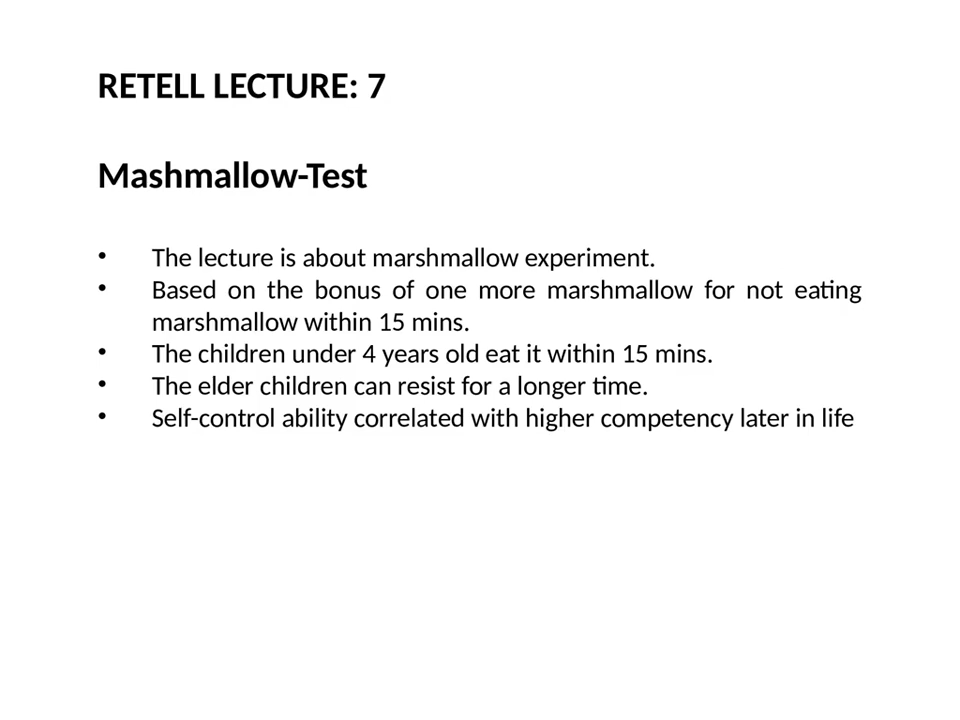 RETELL LECTURE: 7
Mashmallow-Test
• The lecture is about marshmallow experiment.
• Based on the bonus of one more marshmallow for not eating
marshmallow within 15 mins.
• The children under 4 years old eat it within 15 mins.
• The elder children can resist for a longer time.
• Self-control ability correlated with higher competency later in life